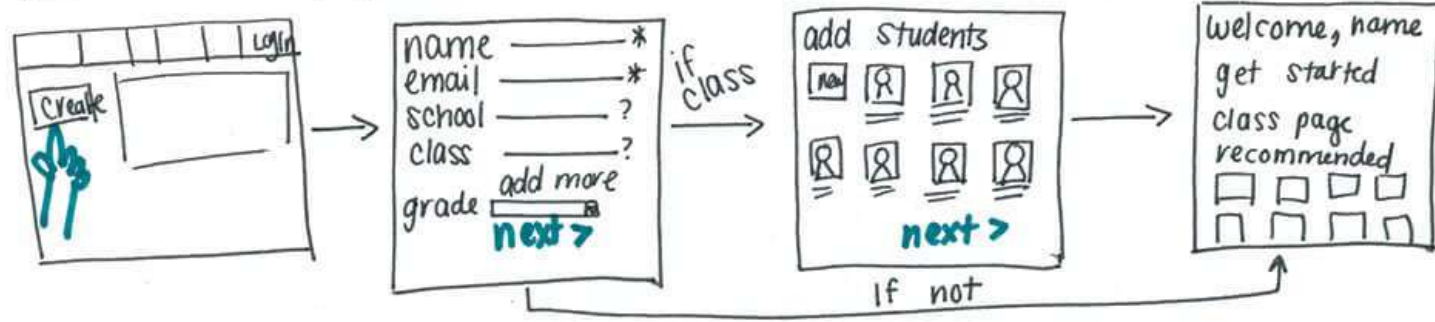 Login
Create
name *
email *
school ?
class ?
add more
grade
next >
if class
add students
new
next >
if not
welcome, name
get started
class page
recommended